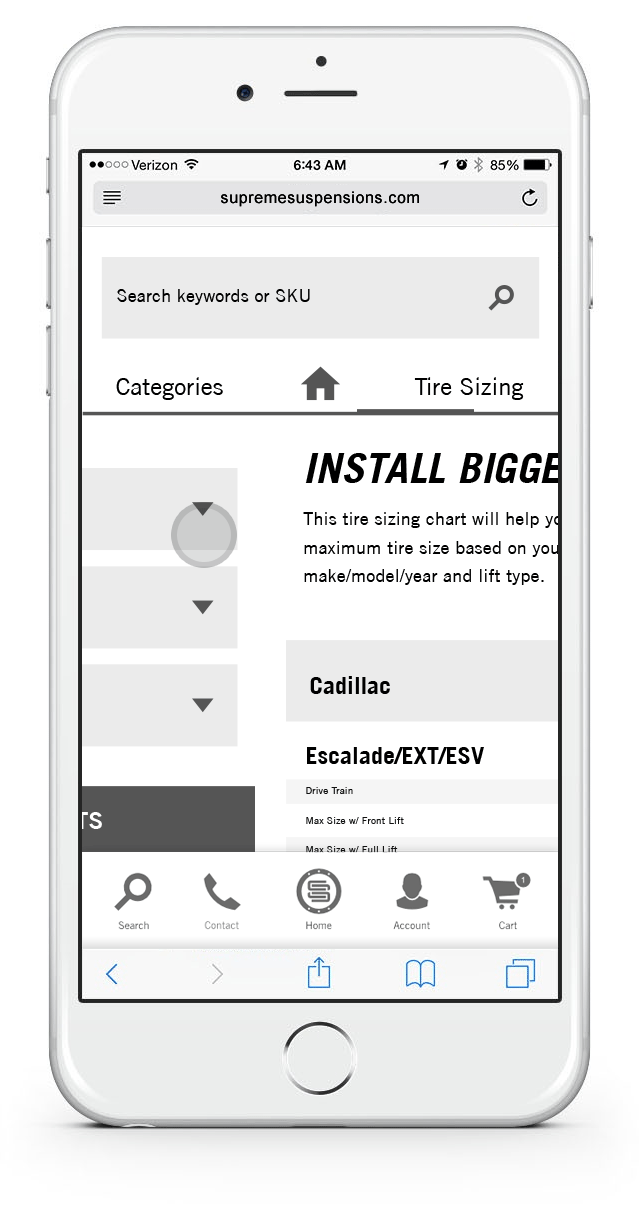 Verizon 6:43 AM 85%
supremesuspensions.com
Search keywords or SKU
Categories Tire Sizing
INSTALL BIGGE
This tire sizing chart will help yo
maximum tire size based on you
make/model/year and lift type.
Cadillac
Escalade/EXT/ESV
Drive Train
Max Size w/ Front Lift
Max Size w/ Full Lift
TS
1
Search Contact Home Account Cart